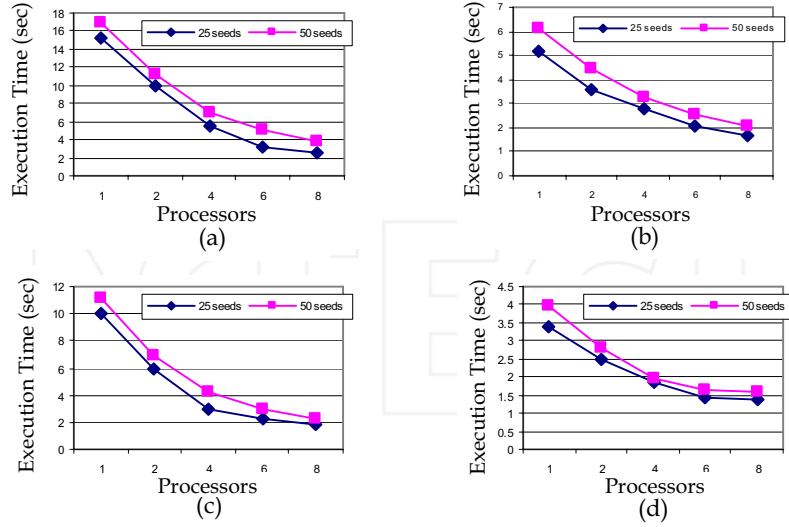 18
16
14
12
10
8
6
4
2
0
Execution Time (sec)
25 seeds 50 seeds
1 2 4 6 8
Processors
(a)
7
6
5
4
3
2
1
0
Execution Time (sec)
25 seeds 50 seeds
1 2 4 6 8
Processors
(b)
12
10
8
6
4
2
0
Execution Time (sec)
25 seeds 50 seeds
1 2 4 6 8
Processors
(c)
4.5
4
3.5
3
2.5
2
1.5
1
0.5
0
Execution Time (sec)
25 seeds 50 seeds
1 2 4 6 8
Processors
(d)